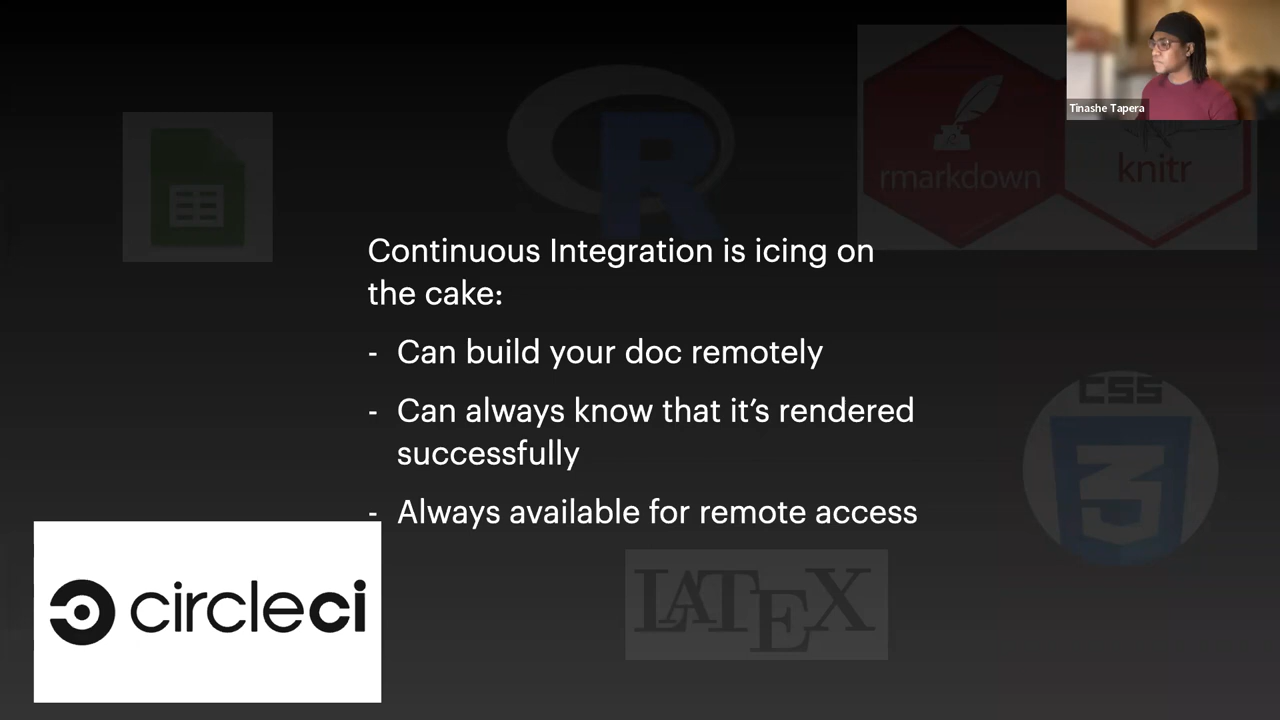 Tinashe Tapera
rmarkdown
knitr
R
Continuous Integration is icing on
the cake:
- Can build your doc remotely
- Can always know that it's rendered
successfully
- Always available for remote access
CSS
3
circleci
LATEX